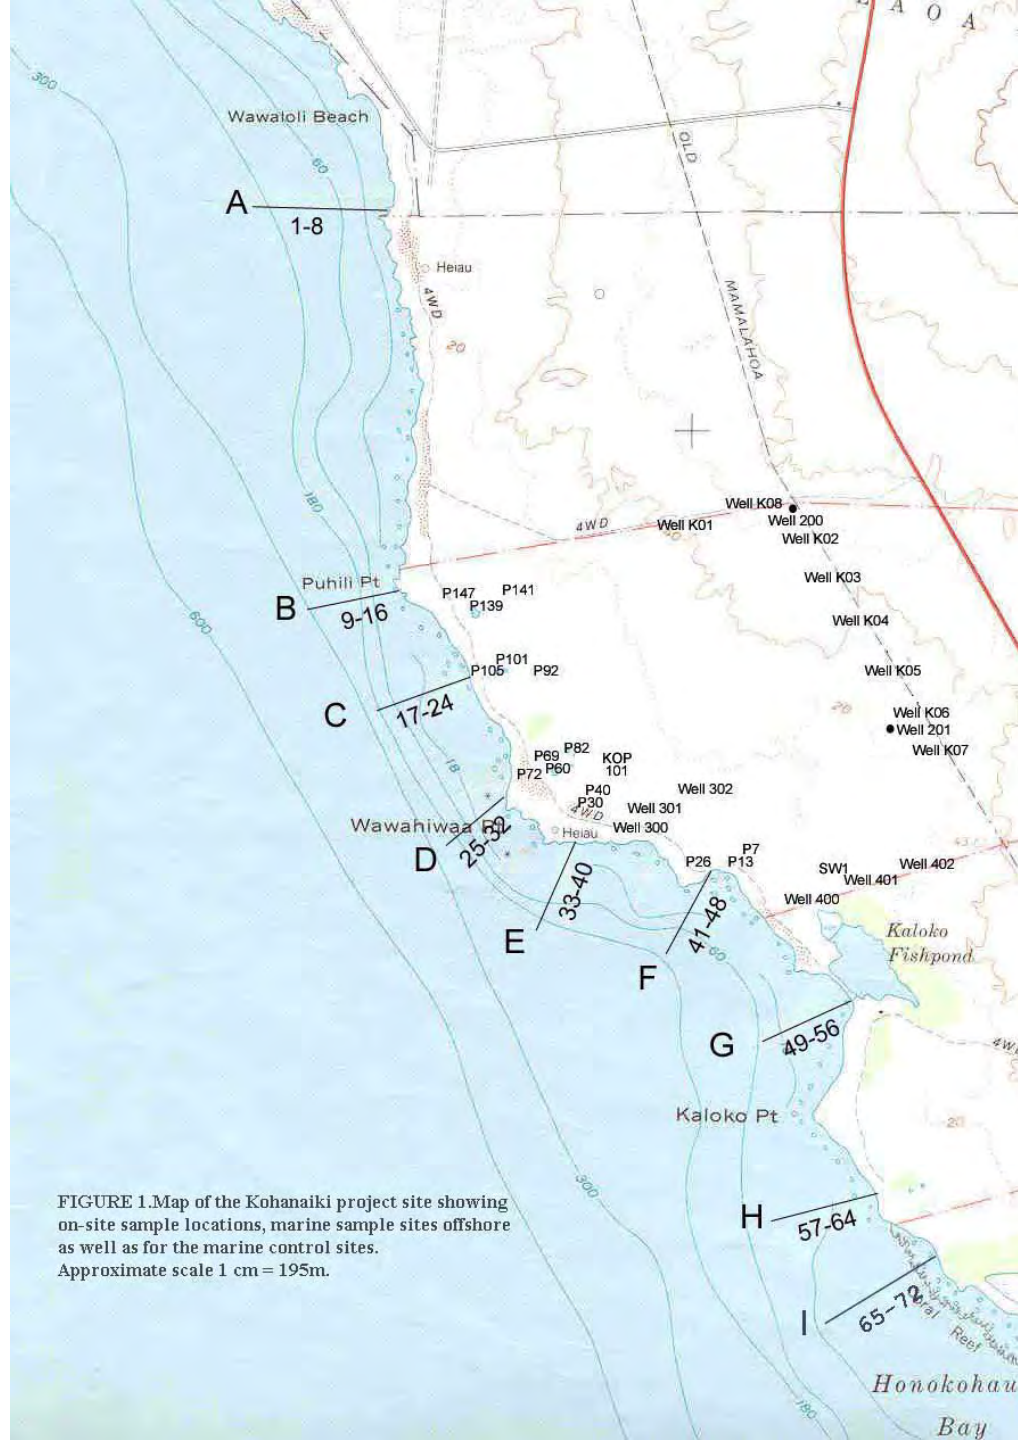 LAOA
300
Wawaloli Beach
OLD
60
A
1-8
Heiau
4WD
MAMALAHOA
20
180
Well K08
4WD
Well K01
Well 200
40
Well K02
Well K03
Puhili Pt
P147
P141
B
9-16
P139
600
Well K04
P101
P105
P92
Well K05
C
17-24
20
Well K06
Well 201
P82
Well K07
P69
KOP
18
P60
101
P72
P40
Well 302
P30
4WD
Well 301
Wawahiwaa Pt
Heiau
Well 300
25-32
D
P7
P26
P13
SW1
Well 402
33-40
Well 401
Well 400
41-48
Kaloko
E
60
Fishpond
F
G
49-56
4WD
Kaloko Pt
20
300
FIGURE 1.Map of the Kohanaiki project site showing
on-site sample locations, marine sample sites offshore
as well as for the marine control sites.
Approximate scale 1 cm = 195m.
H
57-64
I
65-72
Coral Reef
Honokohau
180
Bay